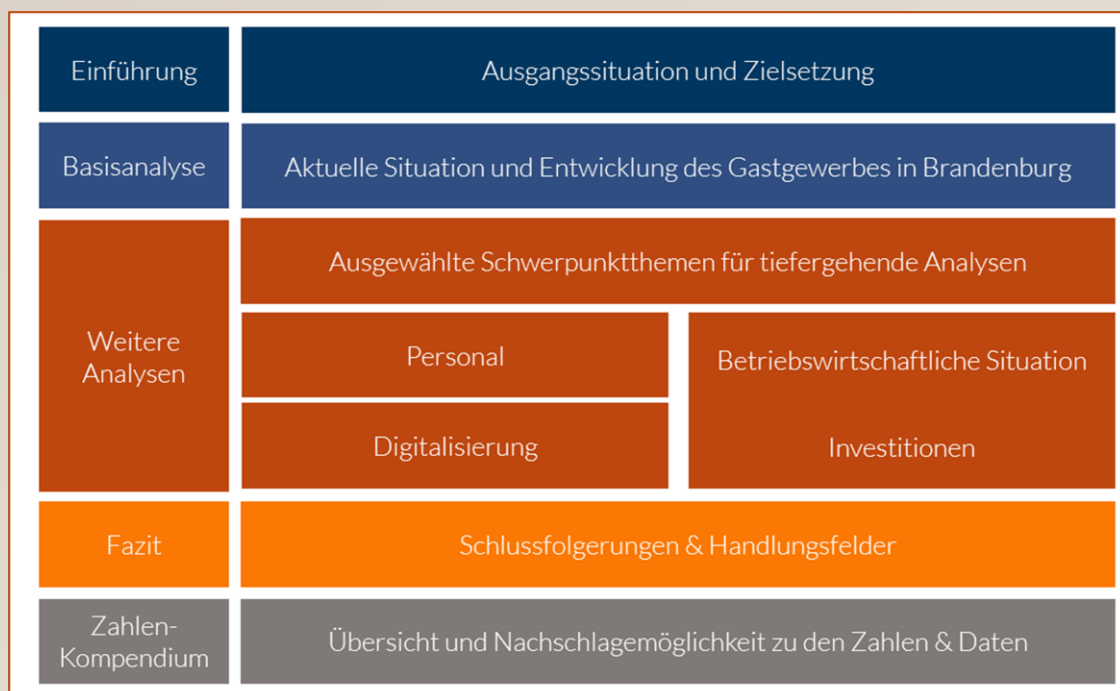 Einführung
Ausgangssituation und Zielsetzung
Basisanalyse
Aktuelle Situation und Entwicklung des Gastgewerbes in Brandenburg
Weitere
Analysen
Ausgewählte Schwerpunktthemen für tiefergehende Analysen
Personal
Digitalisierung
Betriebswirtschaftliche Situation
Investitionen
Fazit
Schlussfolgerungen & Handlungsfelder
Zahlen-
Kompendium
Übersicht und Nachschlagemöglichkeit zu den Zahlen & Daten